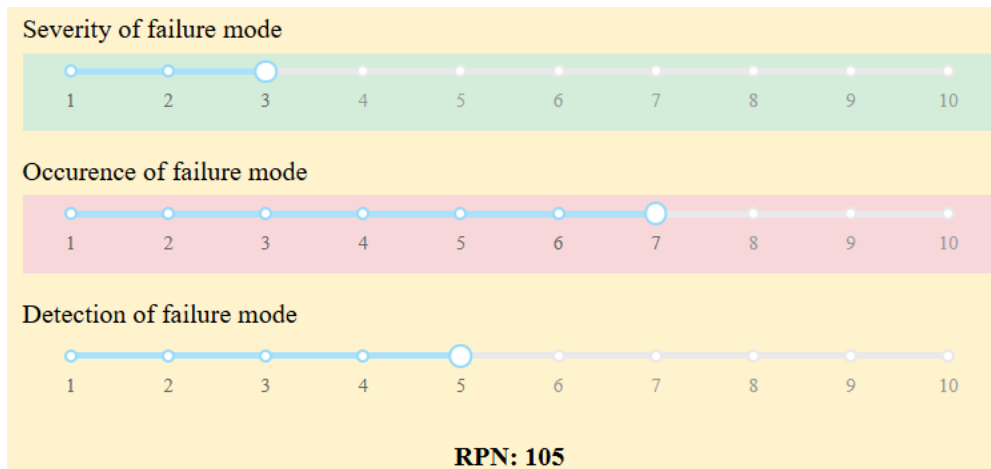 Severity of failure mode
1 2 3 4 5 6 7 8 9 10
Occurence of failure mode
1 2 3 4 5 6 7 8 9 10
Detection of failure mode
1 2 3 4 5 6 7 8 9 10
RPN: 105